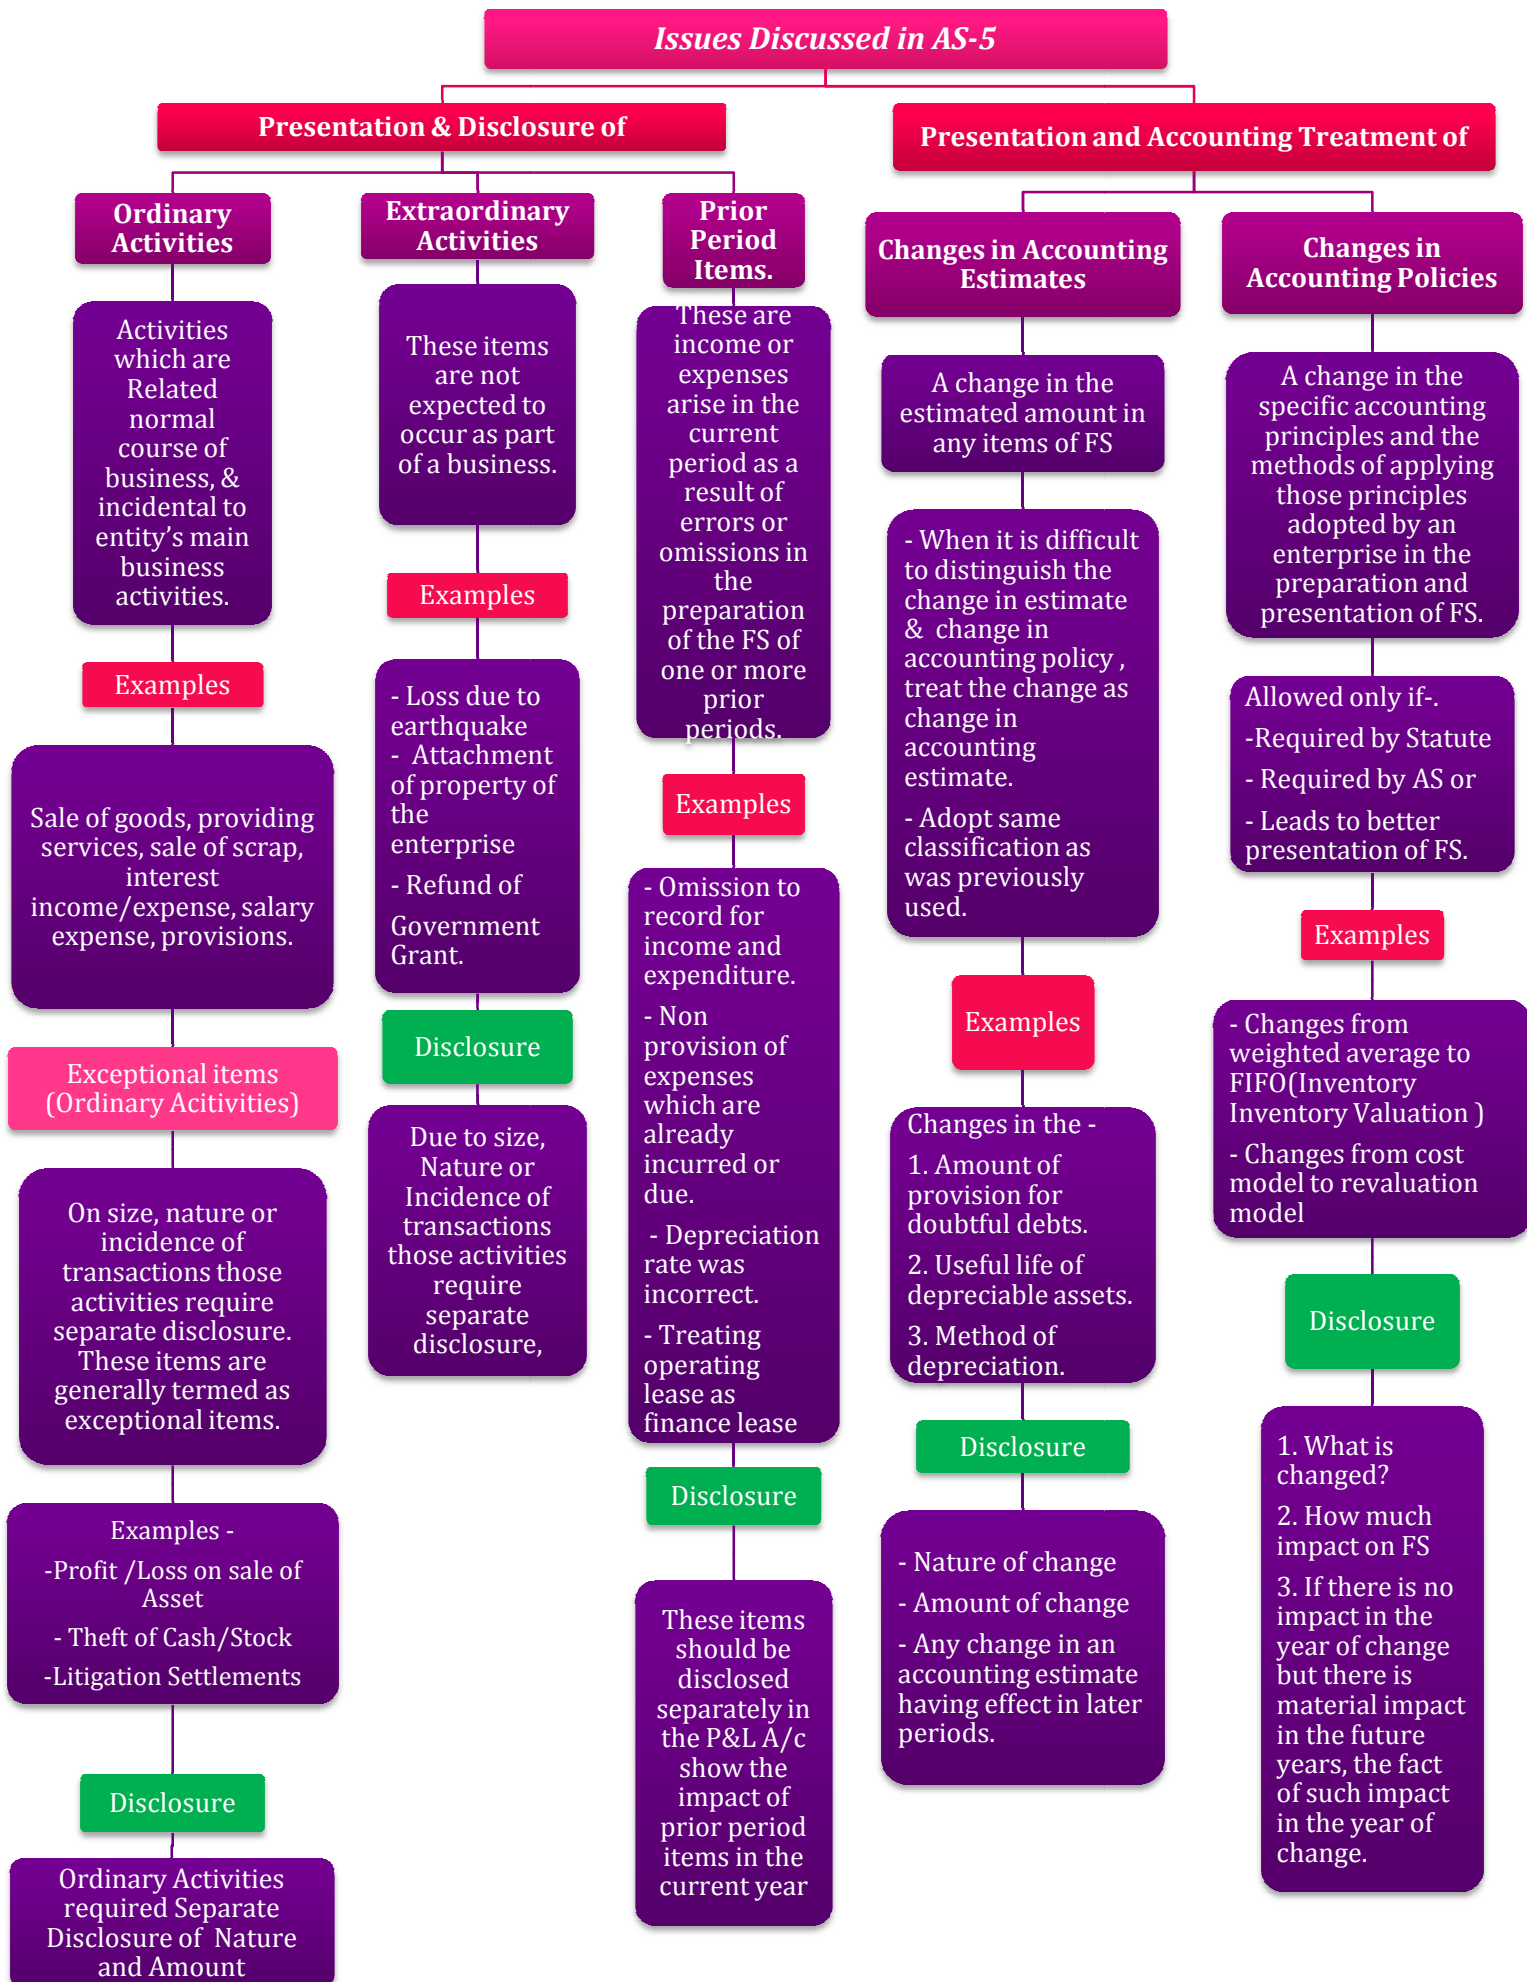 Issues Discussed in AS-5
Presentation & Disclosure of
Ordinary
Activities
Activities
which are
Related
normal
course of
business, &
incidental to
entity’s main
business
activities.
Examples
Sale of goods, providing
services, sale of scrap,
interest
income/expense, salary
expense, provisions.
Exceptional items
(Ordinary Acitivities)
On size, nature or
incidence of
transactions those
activities require
separate disclosure.
These items are
generally termed as
exceptional items.
Examples -
-Profit /Loss on sale of
Asset
- Theft of Cash/Stock
-Litigation Settlements
Disclosure
Ordinary Activities
required Separate
Disclosure of Nature
and Amount
Extraordinary
Activities
These items
are not
expected to
occur as part
of a business.
Examples
- Loss due to
earthquake
- Attachment
of property of
the
enterprise
- Refund of
Government
Grant.
Disclosure
Due to size,
Nature or
Incidence of
transactions
those activities
require
separate
disclosure,
Prior
Period
Items.
These are
income or
expenses
arise in the
current
period as a
result of
errors or
omissions in
the
preparation
of the FS of
one or more
prior
periods.
Examples
- Omission to
record for
income and
expenditure.
- Non
provision of
expenses
which are
already
incurred or
due.
- Depreciation
rate was
incorrect.
- Treating
operating
lease as
finance lease
Disclosure
These items
should be
disclosed
separately in
the P&L A/c
show the
impact of
prior period
items in the
current year
Presentation and Accounting Treatment of
Changes in Accounting
Estimates
A change in the
estimated amount in
any items of FS
- When it is difficult
to distinguish the
change in estimate
& change in
accounting policy ,
treat the change as
change in
accounting
estimate.
- Adopt same
classification as
was previously
used.
Examples
Changes in the -
1. Amount of
provision for
doubtful debts.
2. Useful life of
depreciable assets.
3. Method of
depreciation.
Disclosure
- Nature of change
- Amount of change
- Any change in an
accounting estimate
having effect in later
periods.
Changes in
Accounting Policies
A change in the
specific accounting
principles and the
methods of applying
those principles
adopted by an
enterprise in the
preparation and
presentation of FS.
Allowed only if-.
-Required by Statute
- Required by AS or
- Leads to better
presentation of FS.
Examples
- Changes from
weighted average to
FIFO(Inventory
Inventory Valuation )
- Changes from cost
model to revaluation
model
Disclosure
1. What is
changed?
2. How much
impact on FS
3. If there is no
impact in the
year of change
but there is
material impact
in the future
years, the fact
of such impact
in the year of
change.